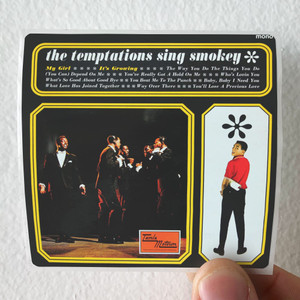 mono
the temptations sing smokey
My Girl ★★★★ It's Growing ★★★★ The Way You Do The Things You Do
(You Can) Depend On Me ★★★★ You've Really Got A Hold On Me ★★★★ Who's Lovin You
What's So Good About Good Bye ★★★★ You Beat Me To The Punch ★★★★ Baby, Baby I Need You
What Love Has Joined Together ★★★★ Way Over There ★★★★ You'll Lose A Precious Love
Tamla
Motown